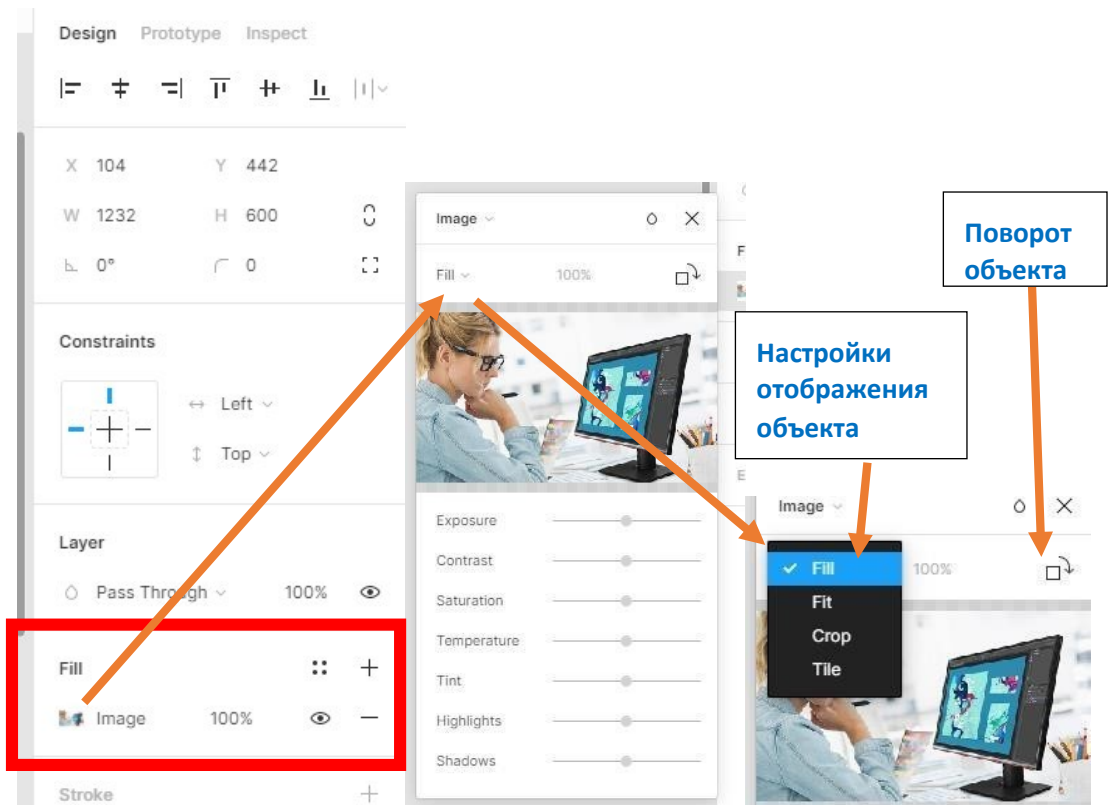 Design Prototype Inspect
X 104 Y 442
W 1232 H 600
0° 0
Constraints
Left
Top
Layer
Pass Through 100%
Fill
Image 100%
Stroke
Image
Fill 100%
Exposure
Contrast
Saturation
Temperature
Tint
Highlights
Shadows
F
E
Настройки
отображения
объекта
Поворот
объекта
Image
Fill 100%
Fit
Crop
Tile